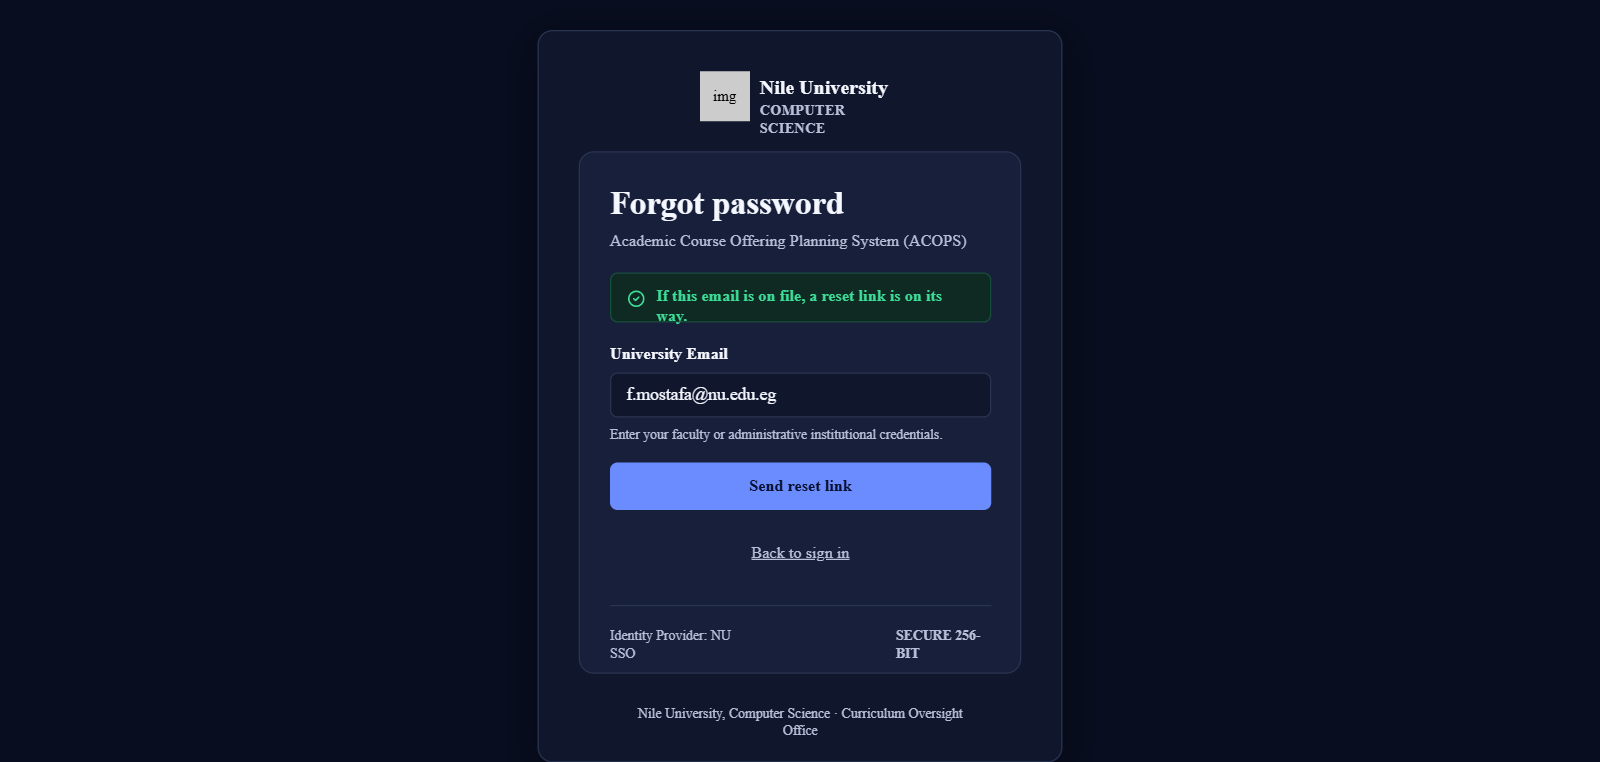 img
Nile University
COMPUTER
SCIENCE
Forgot password
Academic Course Offering Planning System (ACOPS)
If this email is on file, a reset link is on its
way.
University Email
f.mostafa@nu.edu.eg
Enter your faculty or administrative institutional credentials.
Send reset link
Back to sign in
Identity Provider: NU
SSO
SECURE 256-
BIT
Nile University, Computer Science · Curriculum Oversight
Office